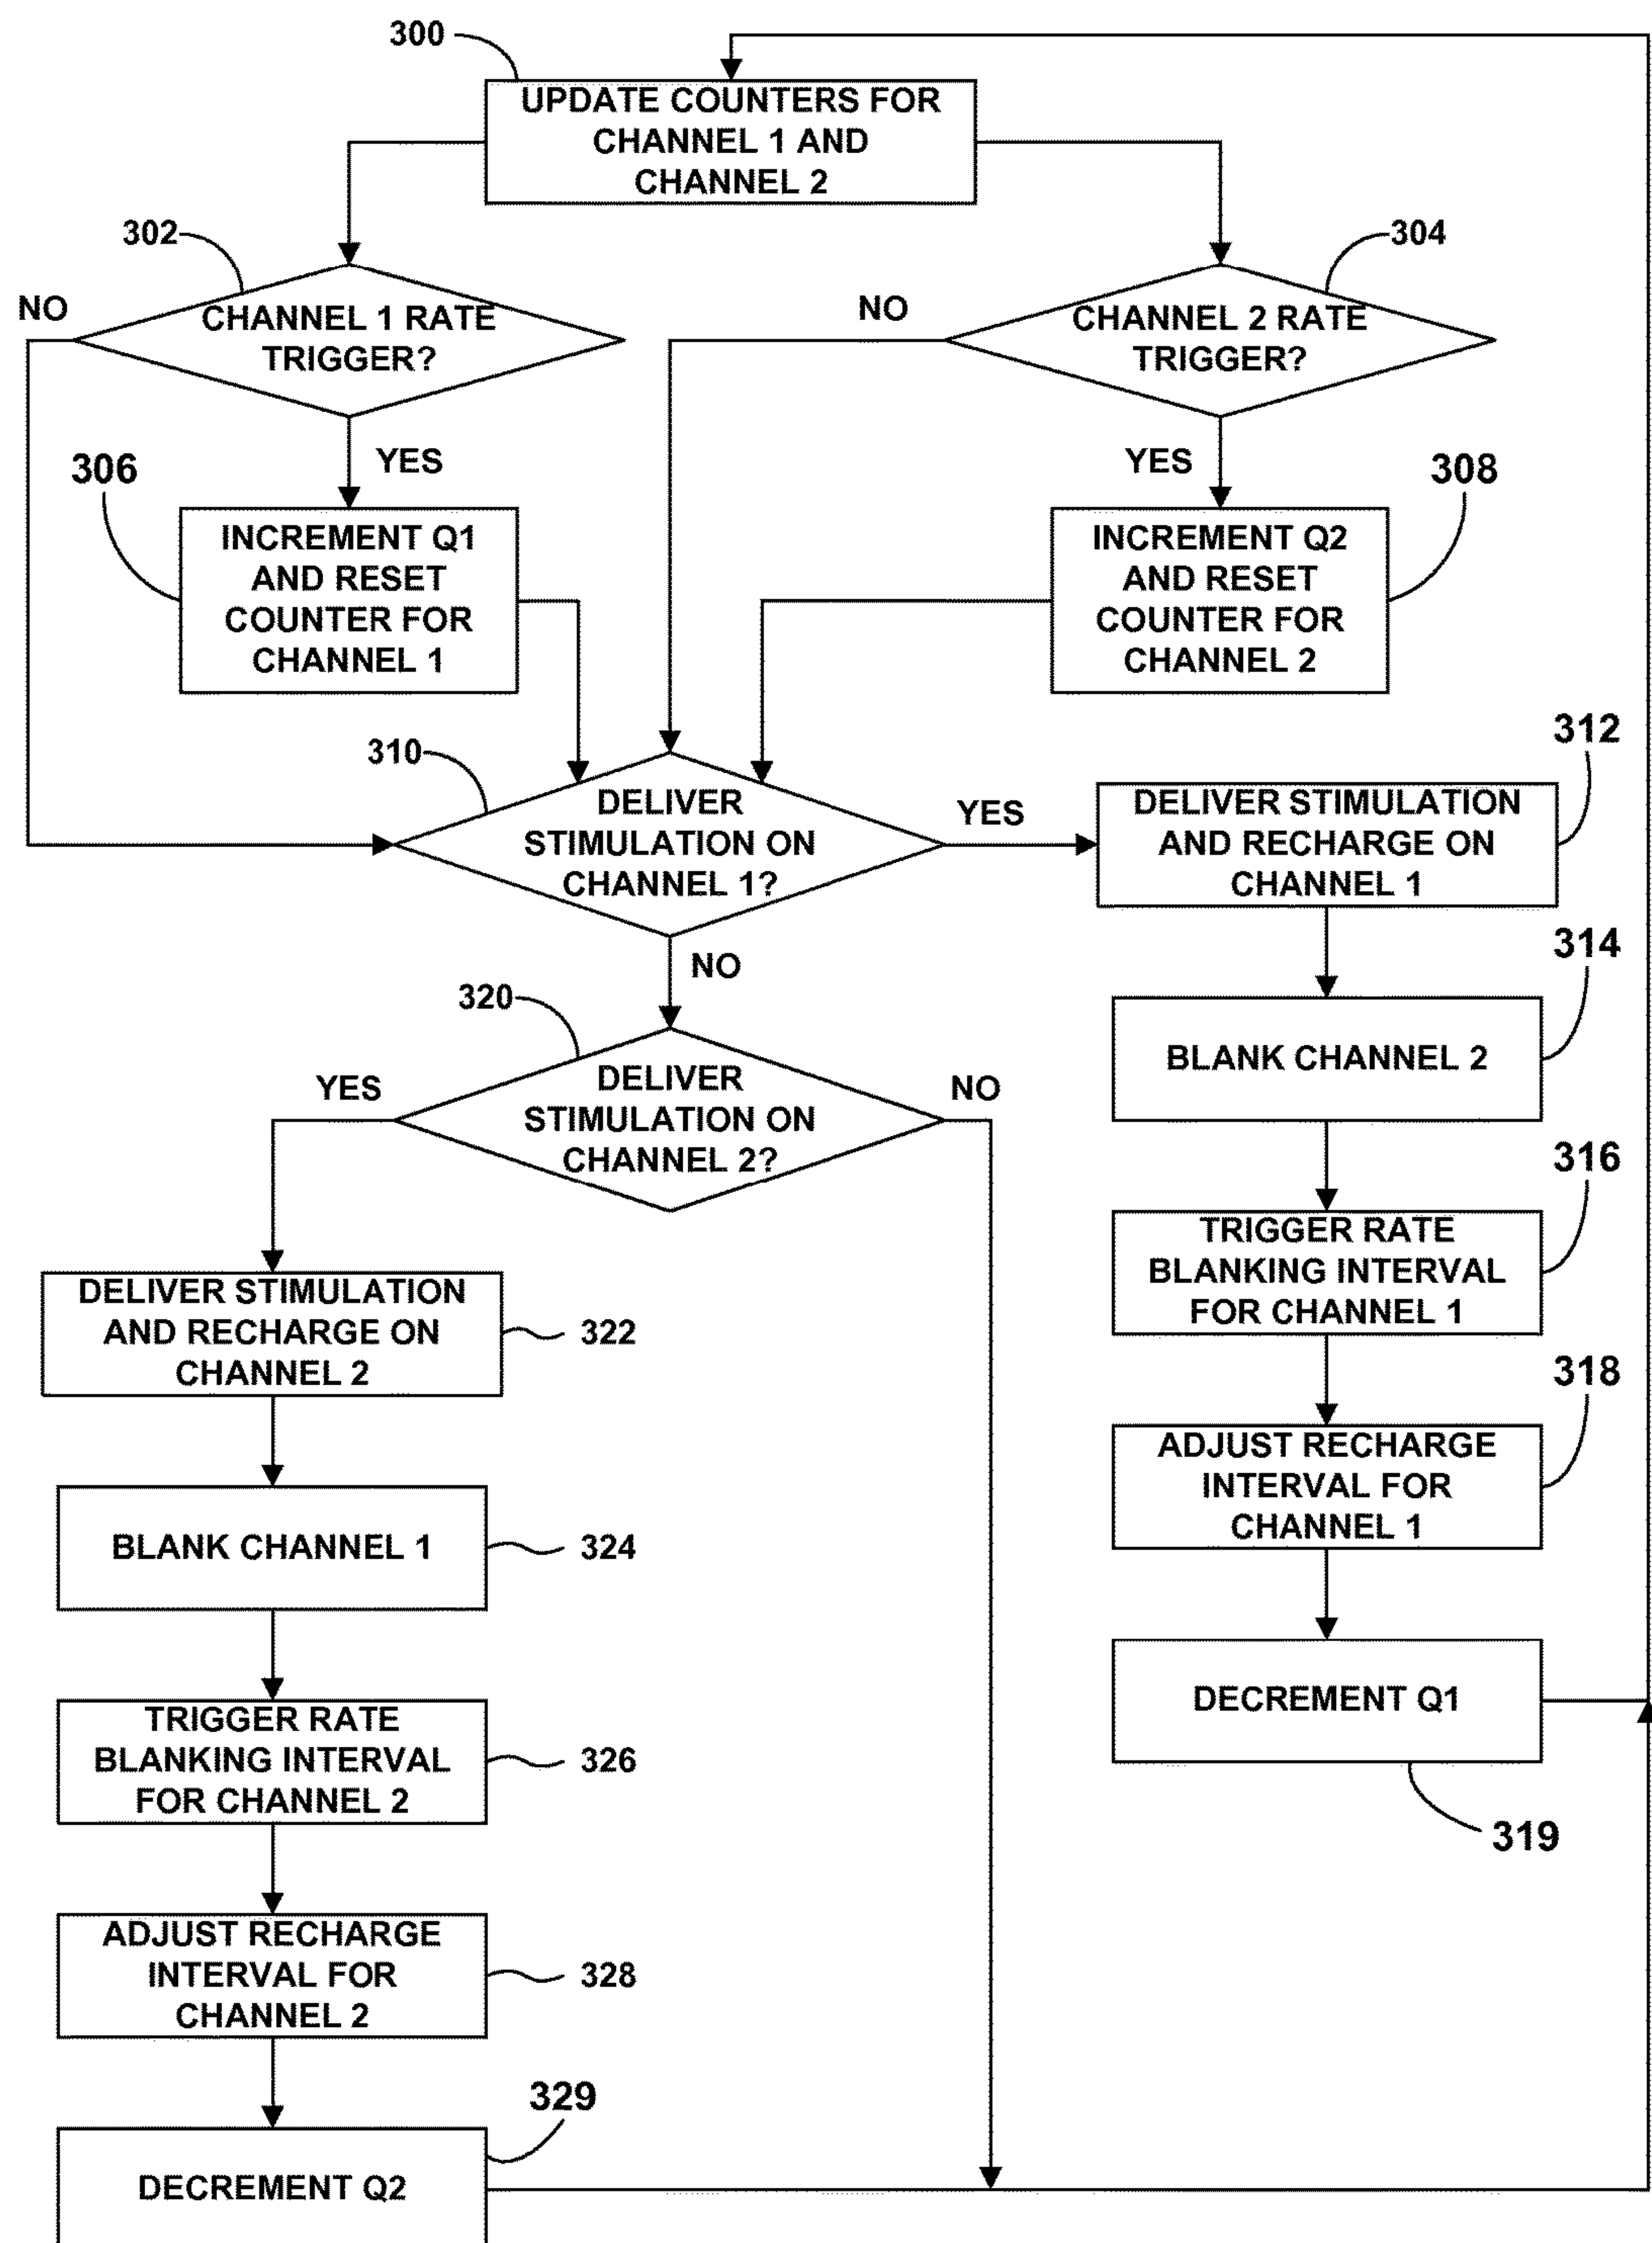 300
UPDATE COUNTERS FOR
CHANNEL 1 AND
CHANNEL 2
302
304
NO
CHANNEL 1 RATE
TRIGGER?
NO
CHANNEL 2 RATE
TRIGGER?
YES
YES
306
308
INCREMENT Q1
AND RESET
COUNTER FOR
CHANNEL 1
INCREMENT Q2
AND RESET
COUNTER FOR
CHANNEL 2
310
312
DELIVER
STIMULATION ON
CHANNEL 1?
YES
DELIVER STIMULATION
AND RECHARGE ON
CHANNEL 1
NO
314
BLANK CHANNEL 2
320
YES
DELIVER
STIMULATION ON
CHANNEL 2?
NO
316
TRIGGER RATE
BLANKING INTERVAL
FOR CHANNEL 1
DELIVER STIMULATION
AND RECHARGE ON
CHANNEL 2
322
318
ADJUST RECHARGE
INTERVAL FOR
CHANNEL 1
BLANK CHANNEL 1
324
DECREMENT Q1
319
TRIGGER RATE
BLANKING INTERVAL
FOR CHANNEL 2
326
ADJUST RECHARGE
INTERVAL FOR
CHANNEL 2
328
329
DECREMENT Q2